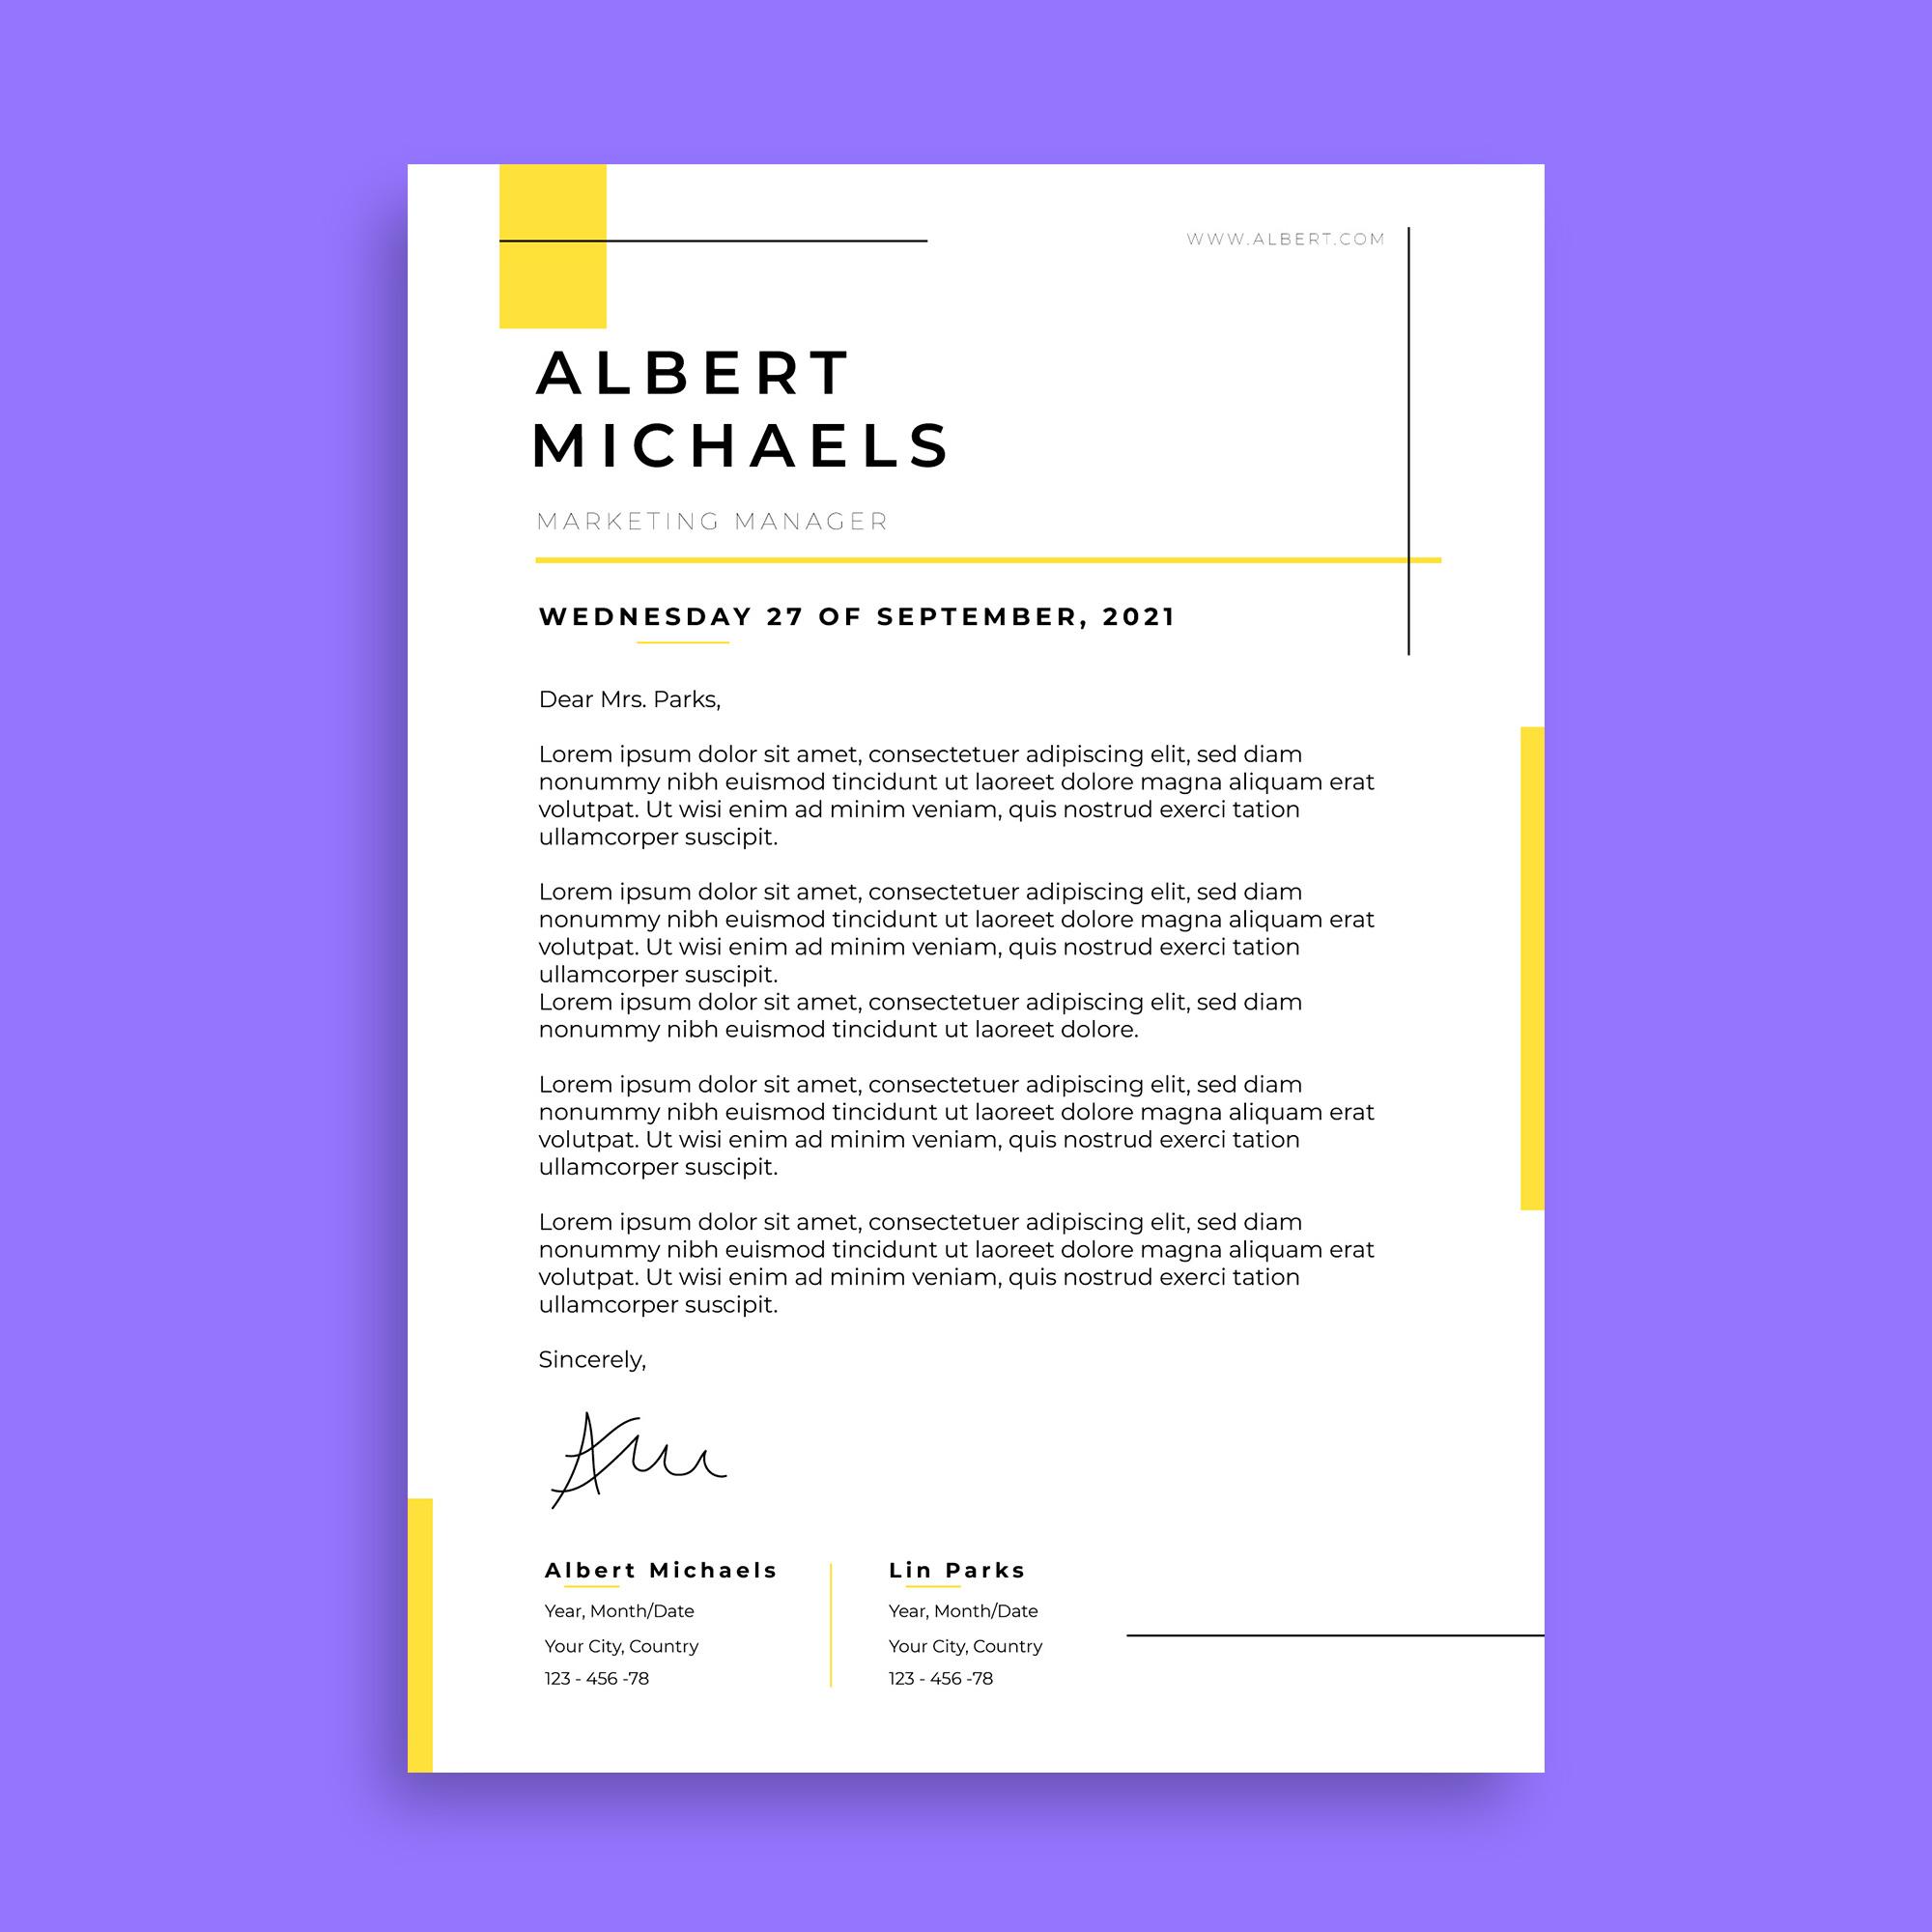 WWW.ALBERT.COM
ALBERT
MICHAELS
MARKETING MANAGER
WEDNESDAY 27 OF SEPTEMBER, 2021
Dear Mrs. Parks,
Lorem ipsum dolor sit amet, consectetuer adipiscing elit, sed diam
nonummy nibh euismod tincidunt ut laoreet dolore magna aliquam erat
volutpat. Ut wisi enim ad minim veniam, quis nostrud exerci tation
ullamcorper suscipit.
Lorem ipsum dolor sit amet, consectetuer adipiscing elit, sed diam
nonummy nibh euismod tincidunt ut laoreet dolore magna aliquam erat
volutpat. Ut wisi enim ad minim veniam, quis nostrud exerci tation
ullamcorper suscipit.
Lorem ipsum dolor sit amet, consectetuer adipiscing elit, sed diam
nonummy nibh euismod tincidunt ut laoreet dolore.
Lorem ipsum dolor sit amet, consectetuer adipiscing elit, sed diam
nonummy nibh euismod tincidunt ut laoreet dolore magna aliquam erat
volutpat. Ut wisi enim ad minim veniam, quis nostrud exerci tation
ullamcorper suscipit.
Lorem ipsum dolor sit amet, consectetuer adipiscing elit, sed diam
nonummy nibh euismod tincidunt ut laoreet dolore magna aliquam erat
volutpat. Ut wisi enim ad minim veniam, quis nostrud exerci tation
ullamcorper suscipit.
Sincerely,
Albert Michaels
Year, Month/Date
Your City, Country
123 - 456 -78
Lin Parks
Year, Month/Date
Your City, Country
123 - 456 -78